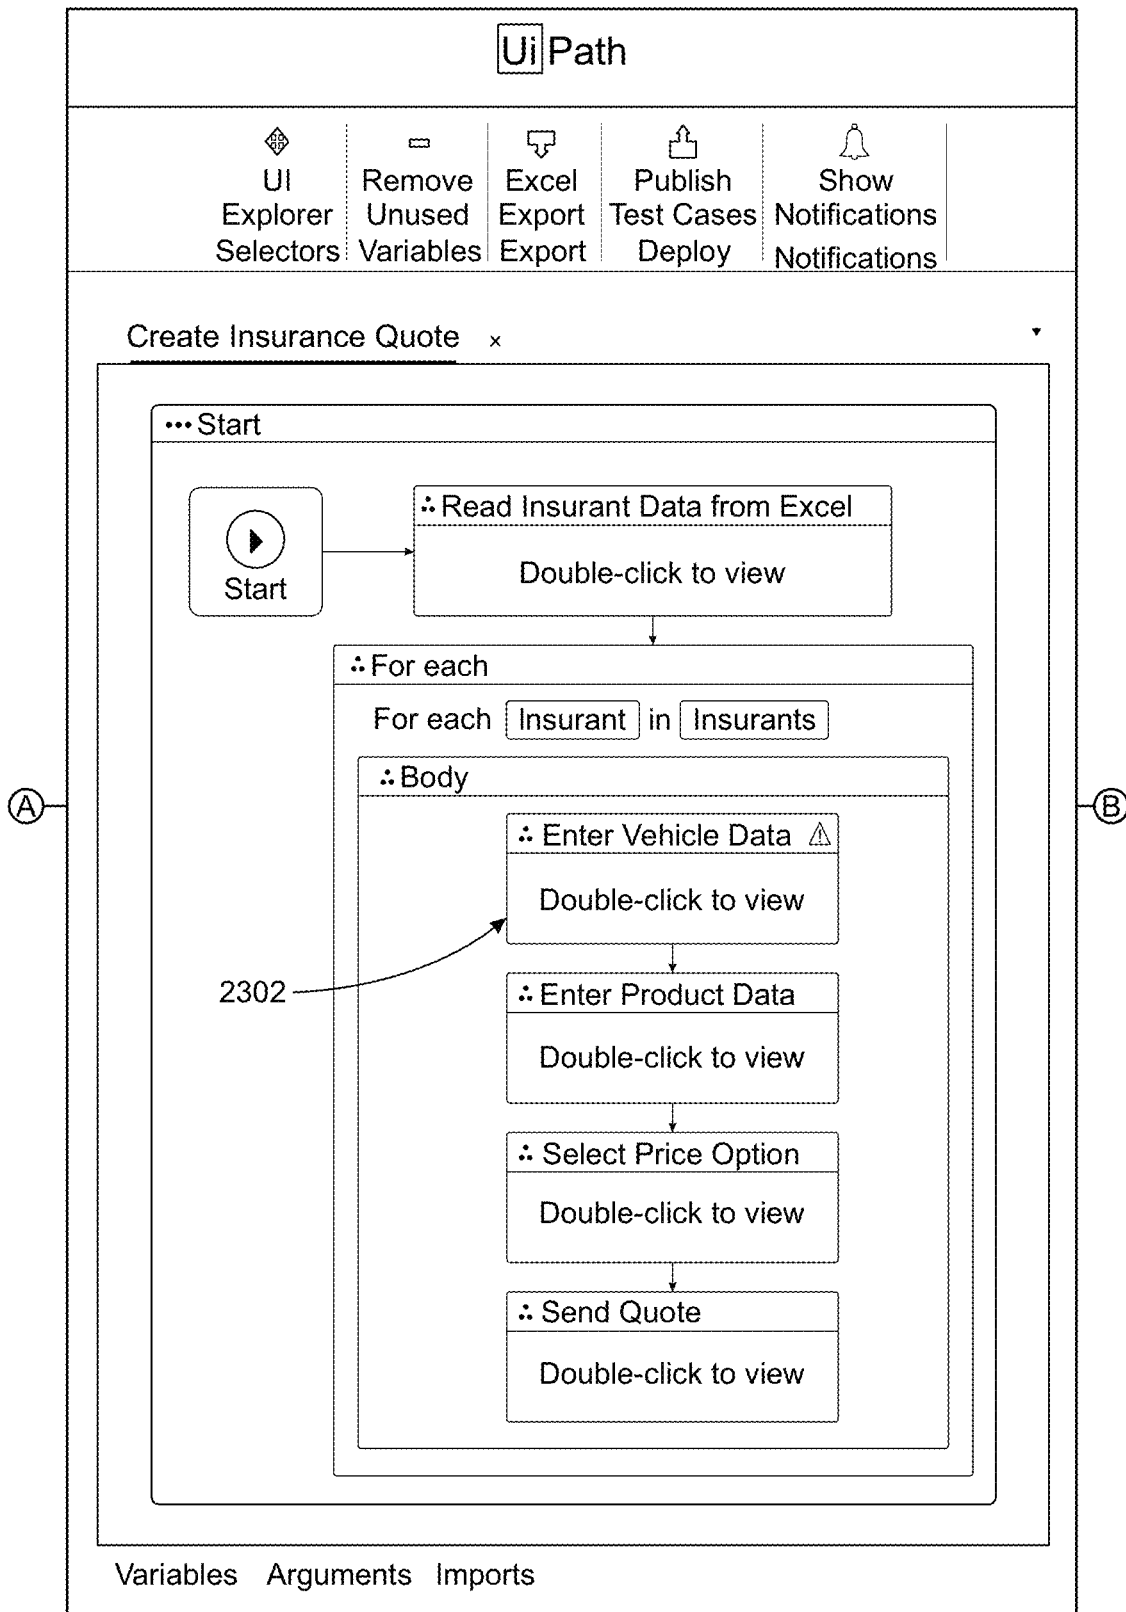 UiPath
UI Explorer Selectors
Remove Unused Variables
Excel Export Export
Publish Test Cases Deploy
Show Notifications Notifications
Create Insurance Quote x
Start
Start
Read Insurant Data from Excel
Double-click to view
For each
For each Insurant in Insurants
Body
A
B
Enter Vehicle Data
Double-click to view
2302
Enter Product Data
Double-click to view
Select Price Option
Double-click to view
Send Quote
Double-click to view
Variables Arguments Imports